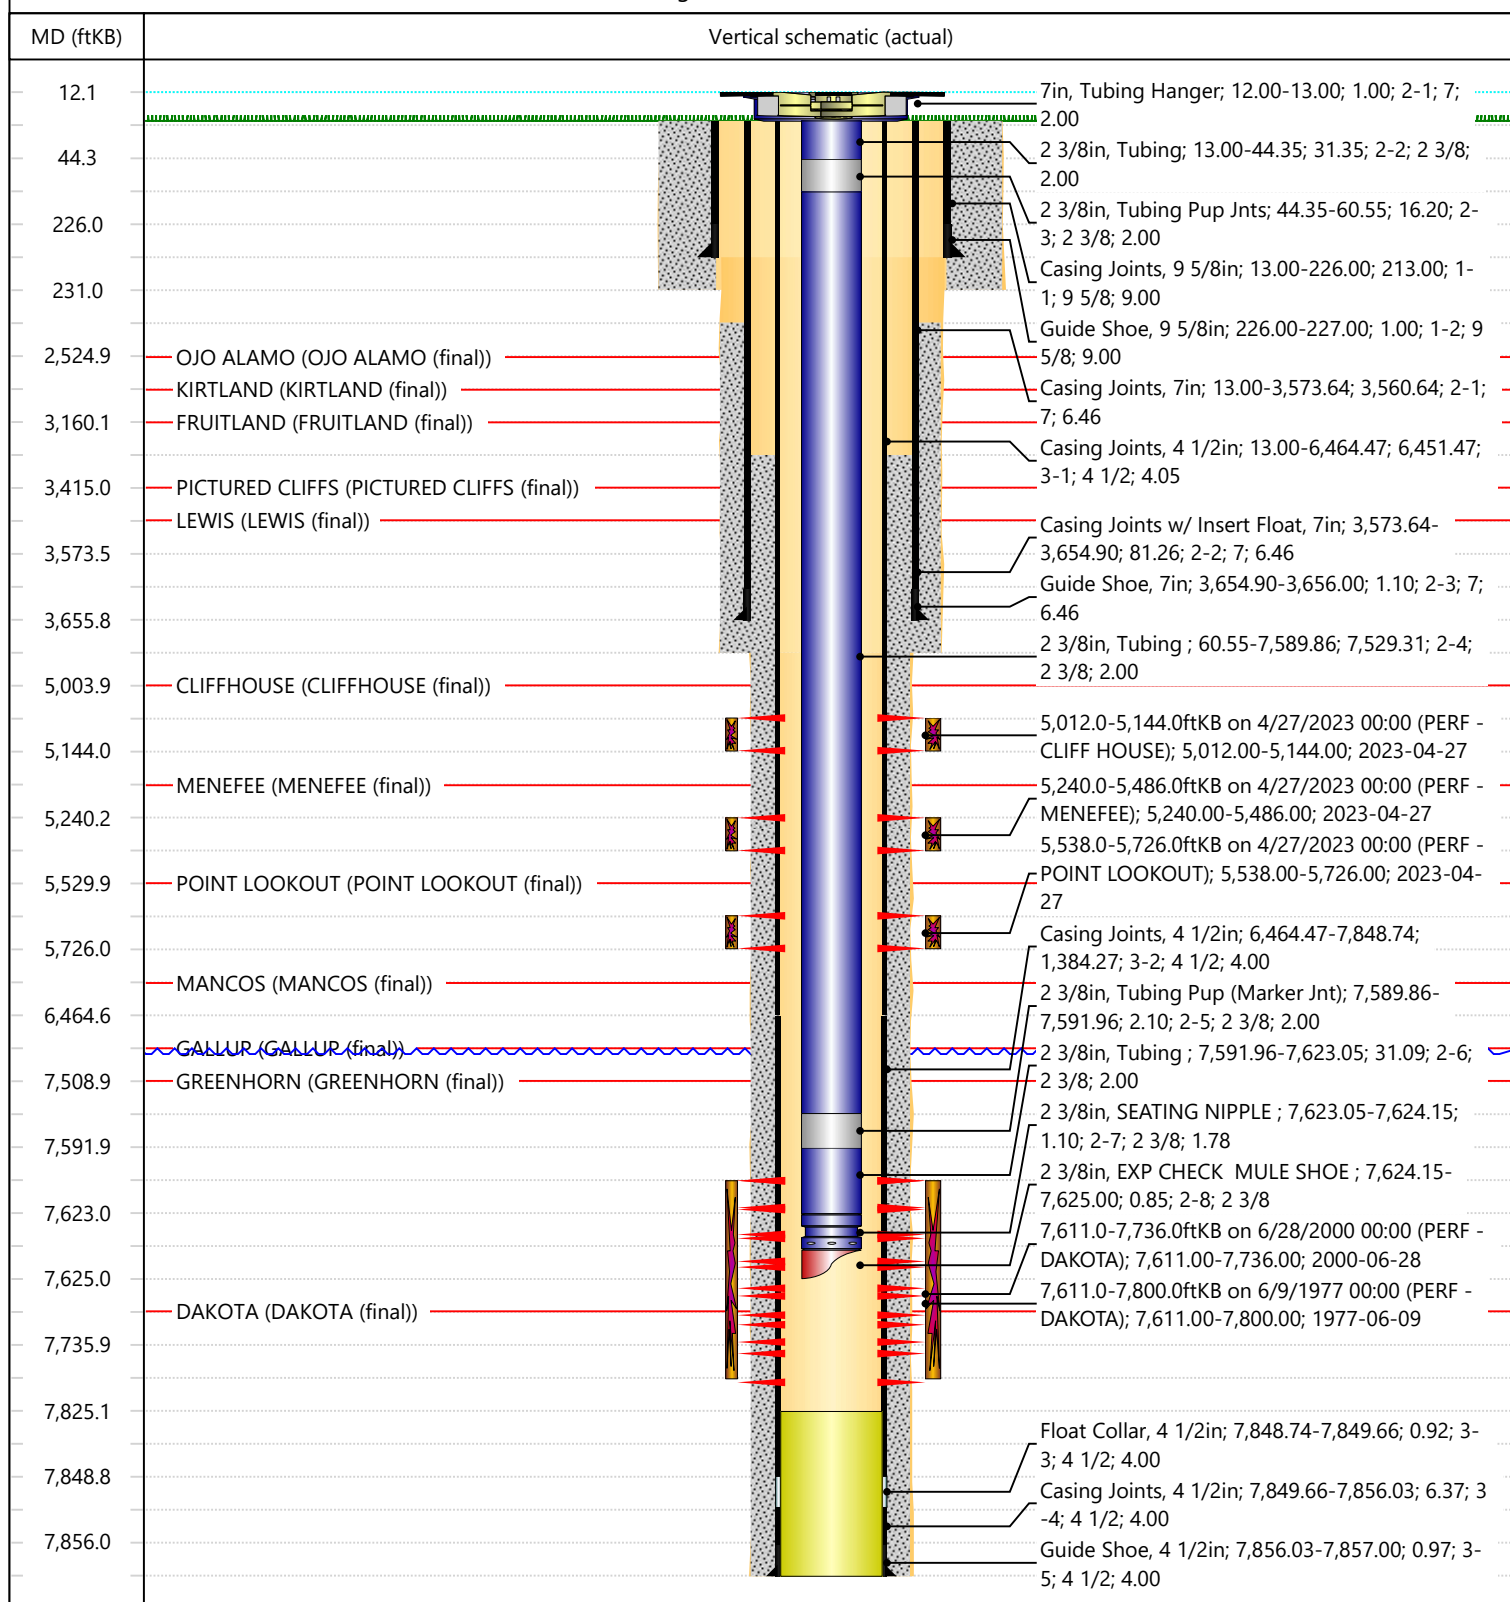 MD (ftKB)
Vertical schematic (actual)
12.1
44.3
226.0
231.0
2,524.9
3,160.1
3,415.0
3,573.5
3,655.8
5,003.9
5,144.0
5,240.2
5,529.9
5,726.0
6,464.6
7,508.9
7,591.9
7,623.0
7,625.0
7,735.9
7,825.1
7,848.8
7,856.0
OJO ALAMO (OJO ALAMO (final))
KIRTLAND (KIRTLAND (final))
FRUITLAND (FRUITLAND (final))
PICTURED CLIFFS (PICTURED CLIFFS (final))
LEWIS (LEWIS (final))
CLIFFHOUSE (CLIFFHOUSE (final))
MENEFEE (MENEFEE (final))
POINT LOOKOUT (POINT LOOKOUT (final))
MANCOS (MANCOS (final))
GALLUP (GALLUP (final))
GREENHORN (GREENHORN (final))
DAKOTA (DAKOTA (final))
7in, Tubing Hanger; 12.00-13.00; 1.00; 2-1; 7;
2.00
2 3/8in, Tubing; 13.00-44.35; 31.35; 2-2; 2 3/8;
2.00
2 3/8in, Tubing Pup Jnts; 44.35-60.55; 16.20; 2-
3; 2 3/8; 2.00
Casing Joints, 9 5/8in; 13.00-226.00; 213.00; 1-
1; 9 5/8; 9.00
Guide Shoe, 9 5/8in; 226.00-227.00; 1.00; 1-2; 9
5/8; 9.00
Casing Joints, 7in; 13.00-3,573.64; 3,560.64; 2-1;
7; 6.46
Casing Joints, 4 1/2in; 13.00-6,464.47; 6,451.47;
3-1; 4 1/2; 4.05
Casing Joints w/ Insert Float, 7in; 3,573.64-
3,654.90; 81.26; 2-2; 7; 6.46
Guide Shoe, 7in; 3,654.90-3,656.00; 1.10; 2-3; 7;
6.46
2 3/8in, Tubing ; 60.55-7,589.86; 7,529.31; 2-4;
2 3/8; 2.00
5,012.0-5,144.0ftKB on 4/27/2023 00:00 (PERF -
CLIFF HOUSE); 5,012.00-5,144.00; 2023-04-27
5,240.0-5,486.0ftKB on 4/27/2023 00:00 (PERF -
MENEFEE); 5,240.00-5,486.00; 2023-04-27
5,538.0-5,726.0ftKB on 4/27/2023 00:00 (PERF -
POINT LOOKOUT); 5,538.00-5,726.00; 2023-04-
27
Casing Joints, 4 1/2in; 6,464.47-7,848.74;
1,384.27; 3-2; 4 1/2; 4.00
2 3/8in, Tubing Pup (Marker Jnt); 7,589.86-
7,591.96; 2.10; 2-5; 2 3/8; 2.00
2 3/8in, Tubing ; 7,591.96-7,623.05; 31.09; 2-6;
2 3/8; 2.00
2 3/8in, SEATING NIPPLE ; 7,623.05-7,624.15;
1.10; 2-7; 2 3/8; 1.78
2 3/8in, EXP CHECK  MULE SHOE ; 7,624.15-
7,625.00; 0.85; 2-8; 2 3/8
7,611.0-7,736.0ftKB on 6/28/2000 00:00 (PERF -
DAKOTA); 7,611.00-7,736.00; 2000-06-28
7,611.0-7,800.0ftKB on 6/9/1977 00:00 (PERF -
DAKOTA); 7,611.00-7,800.00; 1977-06-09
Float Collar, 4 1/2in; 7,848.74-7,849.66; 0.92; 3-
3; 4 1/2; 4.00
Casing Joints, 4 1/2in; 7,849.66-7,856.03; 6.37; 3
-4; 4 1/2; 4.00
Guide Shoe, 4 1/2in; 7,856.03-7,857.00; 0.97; 3-
5; 4 1/2; 4.00